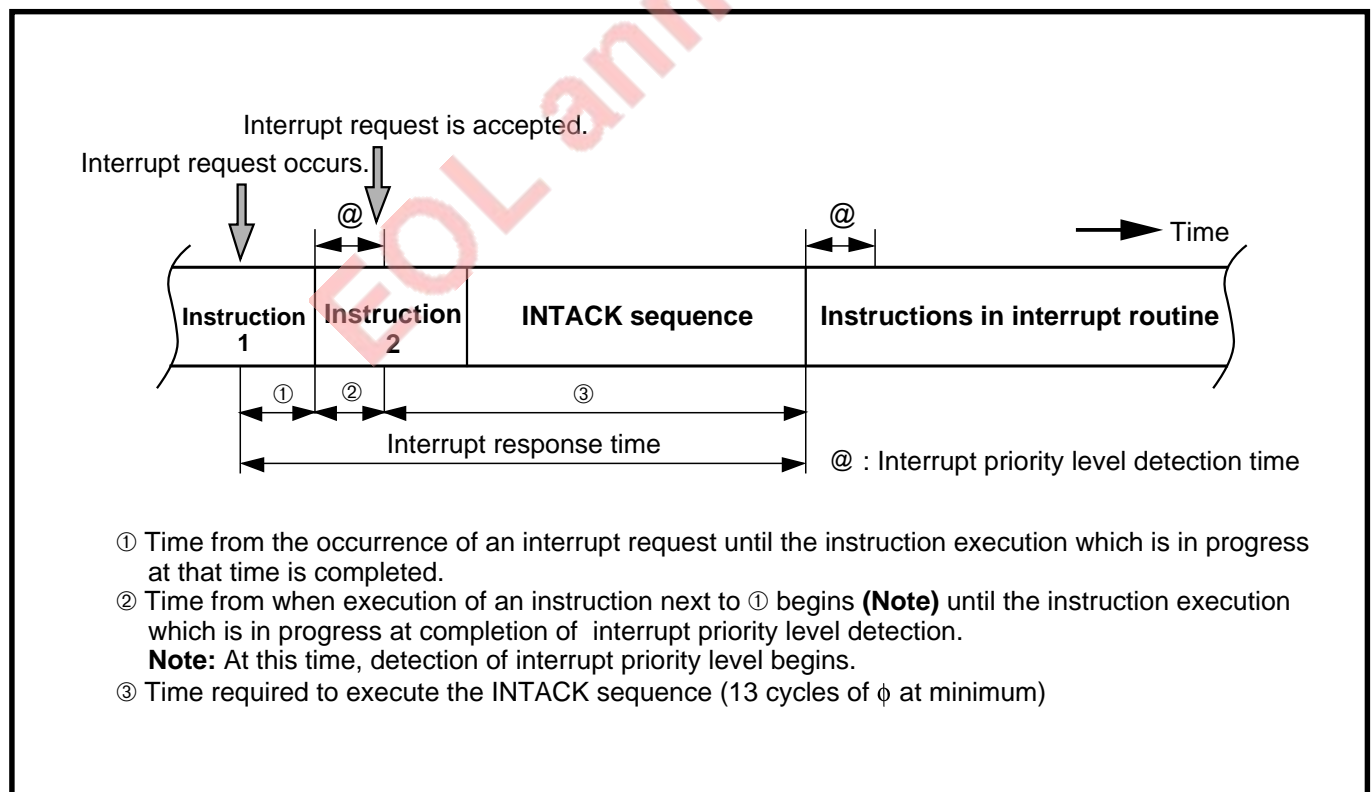 EOL ann
Interrupt request is accepted.
Interrupt request occurs.
@
@
Time
Instruction
1
Instruction
2
INTACK sequence
Instructions in interrupt routine
①
②
③
Interrupt response time
@ : Interrupt priority level detection time
① Time from the occurrence of an interrupt request until the instruction execution which is in progress
at that time is completed.
② Time from when execution of an instruction next to ① begins (Note) until the instruction execution
which is in progress at completion of interrupt priority level detection.
Note: At this time, detection of interrupt priority level begins.
③ Time required to execute the INTACK sequence (13 cycles of ϕ at minimum)